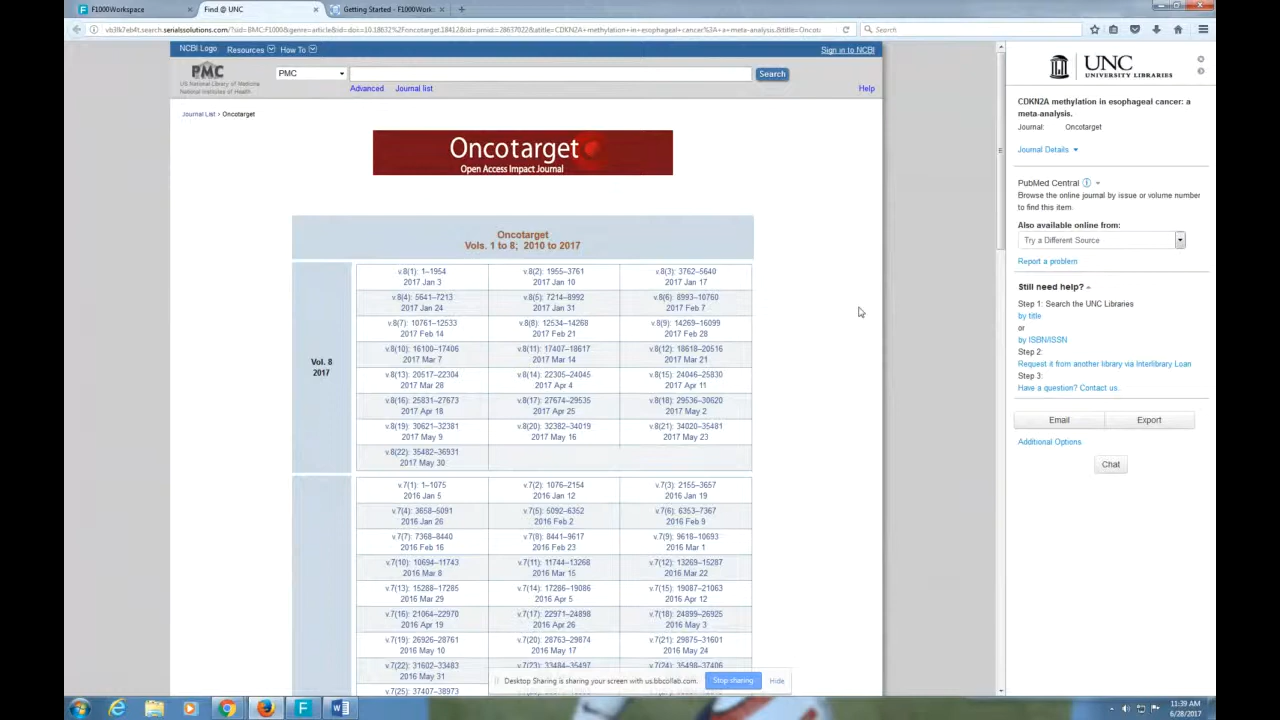 F1000Workspace
Find @ UNC
Getting Started - F1000Work
Search
NCBI Logo
Resources
How To
Sign in to NCBI
PMC
US National Library of Medicine
National Institutes of Health
PMC
Search
Advanced
Journal list
Help
Journal List > Oncotarget
Oncotarget
Open Access Impact Journal
Oncotarget
Vols. 1 to 8; 2010 to 2017
Vol. 8
2017
v.8(1): 1–1954 v.8(2): 1955–3761 v.8(3): 3762–5640
2017 Jan 3 2017 Jan 10 2017 Jan 17
v.8(4): 5641–7213 v.8(5): 7214–8992 v.8(6): 8993–10760
2017 Jan 24 2017 Jan 31 2017 Feb 7
v.8(7): 10761–12533 v.8(8): 12534–14268 v.8(9): 14269–16099
2017 Feb 14 2017 Feb 21 2017 Feb 28
v.8(10): 16100–17406 v.8(11): 17407–18617 v.8(12): 18618–20516
2017 Mar 7 2017 Mar 14 2017 Mar 21
v.8(13): 20517–22304 v.8(14): 22305–24045 v.8(15): 24046–25830
2017 Mar 28 2017 Apr 4 2017 Apr 11
v.8(16): 25831–27673 v.8(17): 27674–29535 v.8(18): 29536–30620
2017 Apr 18 2017 Apr 25 2017 May 2
v.8(19): 30621–32381 v.8(20): 32382–34019 v.8(21): 34020–35481
2017 May 9 2017 May 16 2017 May 23
v.8(22): 35482–36931
2017 May 30
v.7(1): 1–1075 v.7(2): 1076–2154 v.7(3): 2155–3657
2016 Jan 5 2016 Jan 12 2016 Jan 19
v.7(4): 3658–5091 v.7(5): 5092–6352 v.7(6): 6353–7367
2016 Jan 26 2016 Feb 2 2016 Feb 9
v.7(7): 7368–8440 v.7(8): 8441–9617 v.7(9): 9618–10693
2016 Feb 16 2016 Feb 23 2016 Mar 1
v.7(10): 10694–11743 v.7(11): 11744–13268 v.7(12): 13269–15287
2016 Mar 8 2016 Mar 15 2016 Mar 22
v.7(13): 15288–17285 v.7(14): 17286–19086 v.7(15): 19087–21063
2016 Mar 29 2016 Apr 5 2016 Apr 12
v.7(16): 21064–22970 v.7(17): 22971–24898 v.7(18): 24899–26925
2016 Apr 19 2016 Apr 26 2016 May 3
v.7(19): 26926–28761 v.7(20): 28763–29874 v.7(21): 29875–31601
2016 May 10 2016 May 17 2016 May 24
v.7(22): 31602–33483 v.7(23): 33484–35497 v.7(24): 35498–37406
2016 May 31
v.7(25): 37407–38973
Desktop Sharing is sharing your screen with us.bbcollab.com.
Stop sharing
Hide
UNC
UNIVERSITY LIBRARIES
CDKN2A methylation in esophageal cancer: a
meta-analysis.
Journal: Oncotarget
Journal Details
PubMed Central
Browse the online journal by issue or volume number
to find this item.
Also available online from:
Try a Different Source
Report a problem
Still need help?
Step 1: Search the UNC Libraries
by title
or
by ISBN/ISSN
Step 2:
Request it from another library via Interlibrary Loan
Step 3:
Have a question? Contact us.
Email
Export
Additional Options
Chat
11:39 AM
6/28/2017